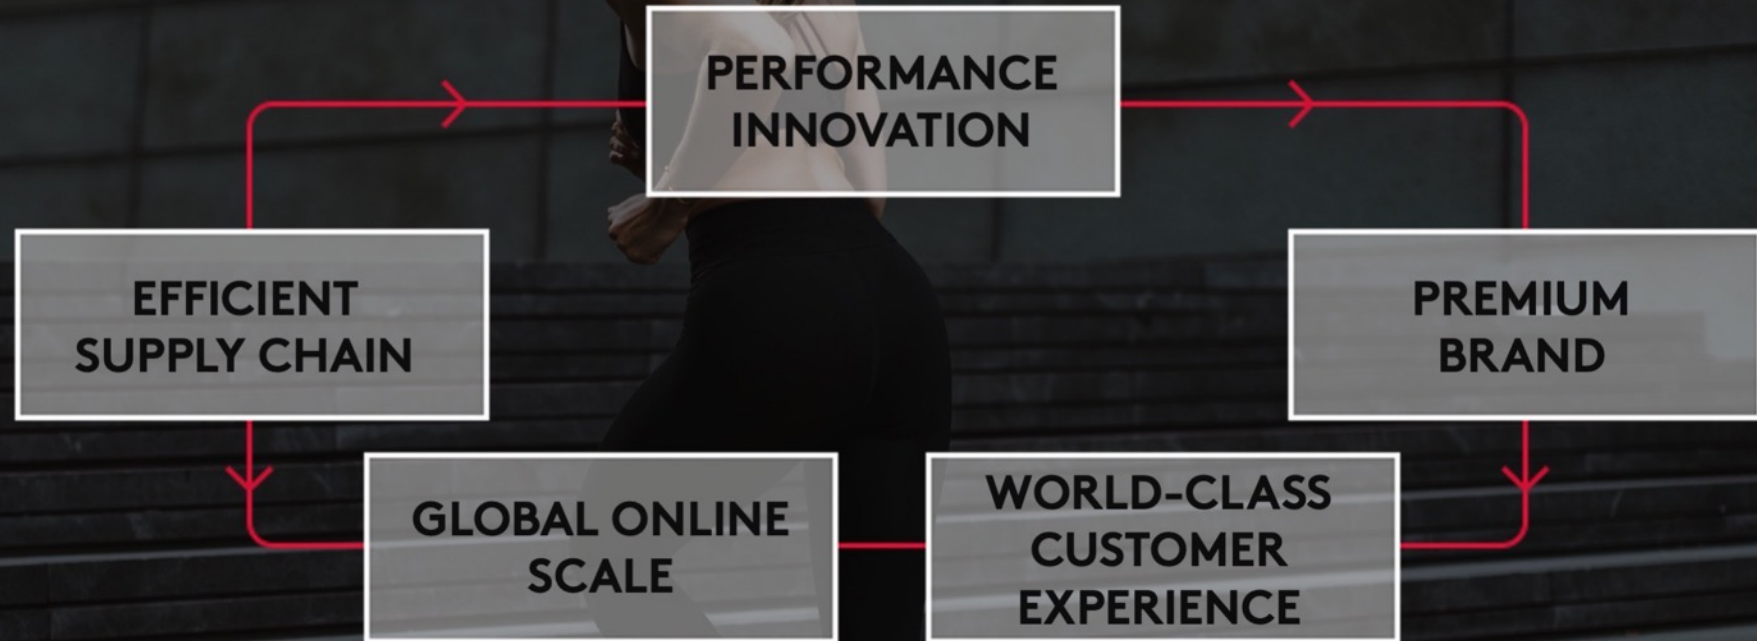 PERFORMANCE
INNOVATION
EFFICIENT
SUPPLY CHAIN
PREMIUM
BRAND
GLOBAL ONLINE
SCALE
WORLD-CLASS
CUSTOMER
EXPERIENCE